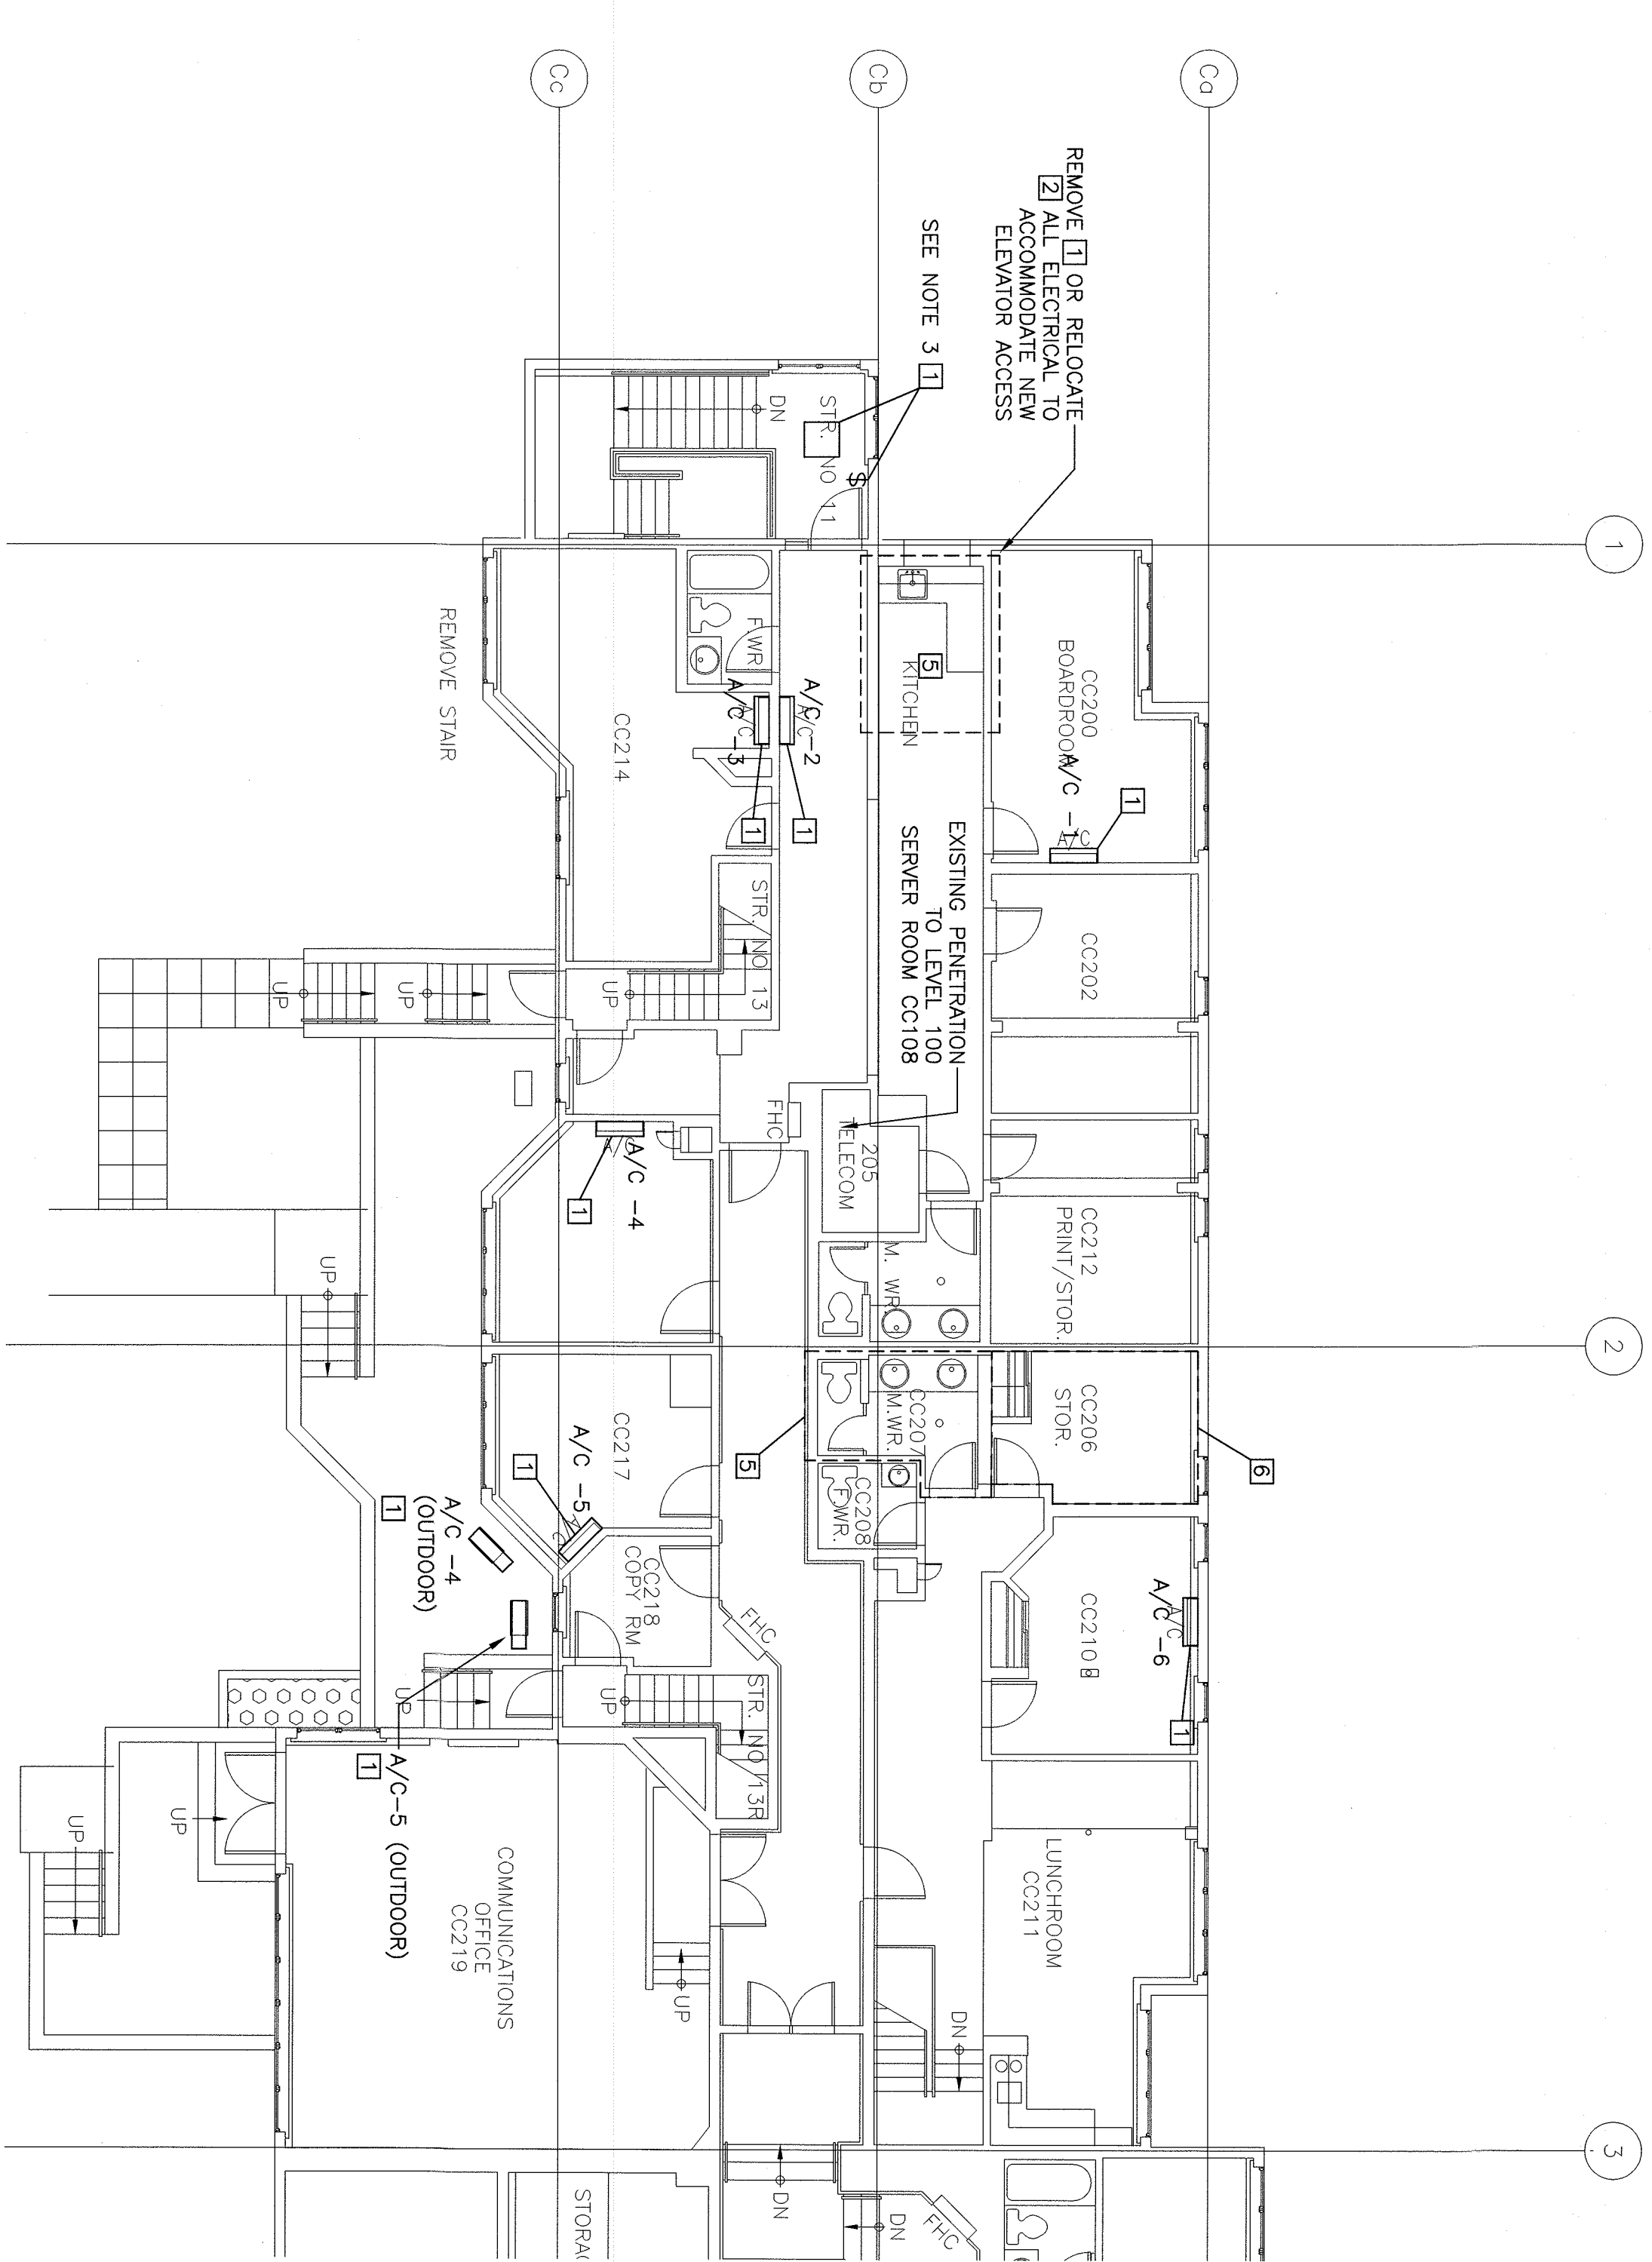 1
2
3
Ca
Cb
Cc
REMOVE 1 OR RELOCATE
2 ALL ELECTRICAL TO
ACCOMMODATE NEW
ELEVATOR ACCESS
SEE NOTE 3 1
CC200
BOARDROOM
A/C -1
A/C
1
CC202
CC212
PRINT/STOR.
CC206
STOR.
6
CC210
A/C -6
A/C
1
LUNCHROOM
CC211
5
KITCHEN
EXISTING PENETRATION
TO LEVEL 100
SERVER ROOM CC108
205
TELECOM
M. WR.
CC207
M.WR.
5
CC208
F.WR.
DN
STR. NO 11
DN
$
F.WR.
A/C -2
A/C
1
A/C -3
A/C
1
CC214
STR. NO 13
UP
UP
UP
FHC
A/C -4
A/C
1
CC217
A/C -5
1
CC218
COPY RM
FHC
STR. NO 13R
UP
UP
REMOVE STAIR
UP
A/C -4
(OUTDOOR)
1
A/C-5 (OUTDOOR)
1
UP
UP
COMMUNICATIONS
OFFICE
CC219
UP
DN
DN
FHC
STORAG